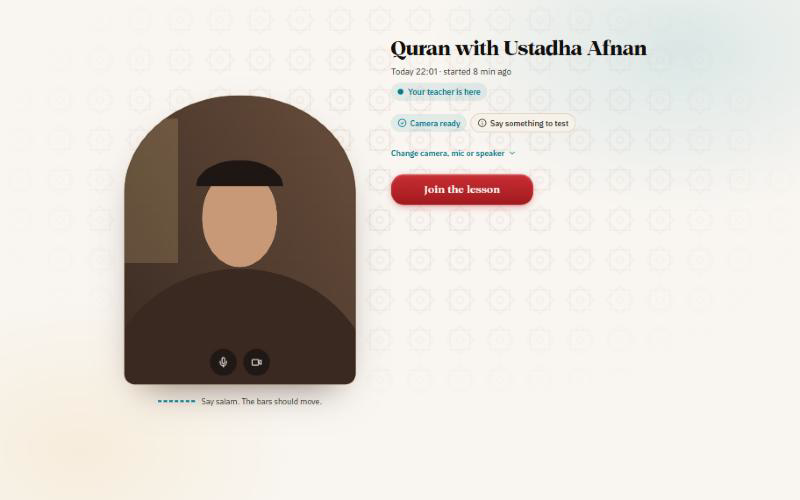 Quran with Ustadha Afnan
Today 22:01 · started 8 min ago
Your teacher is here
Camera ready
Say something to test
Change camera, mic or speaker
Join the lesson
Say salam. The bars should move.